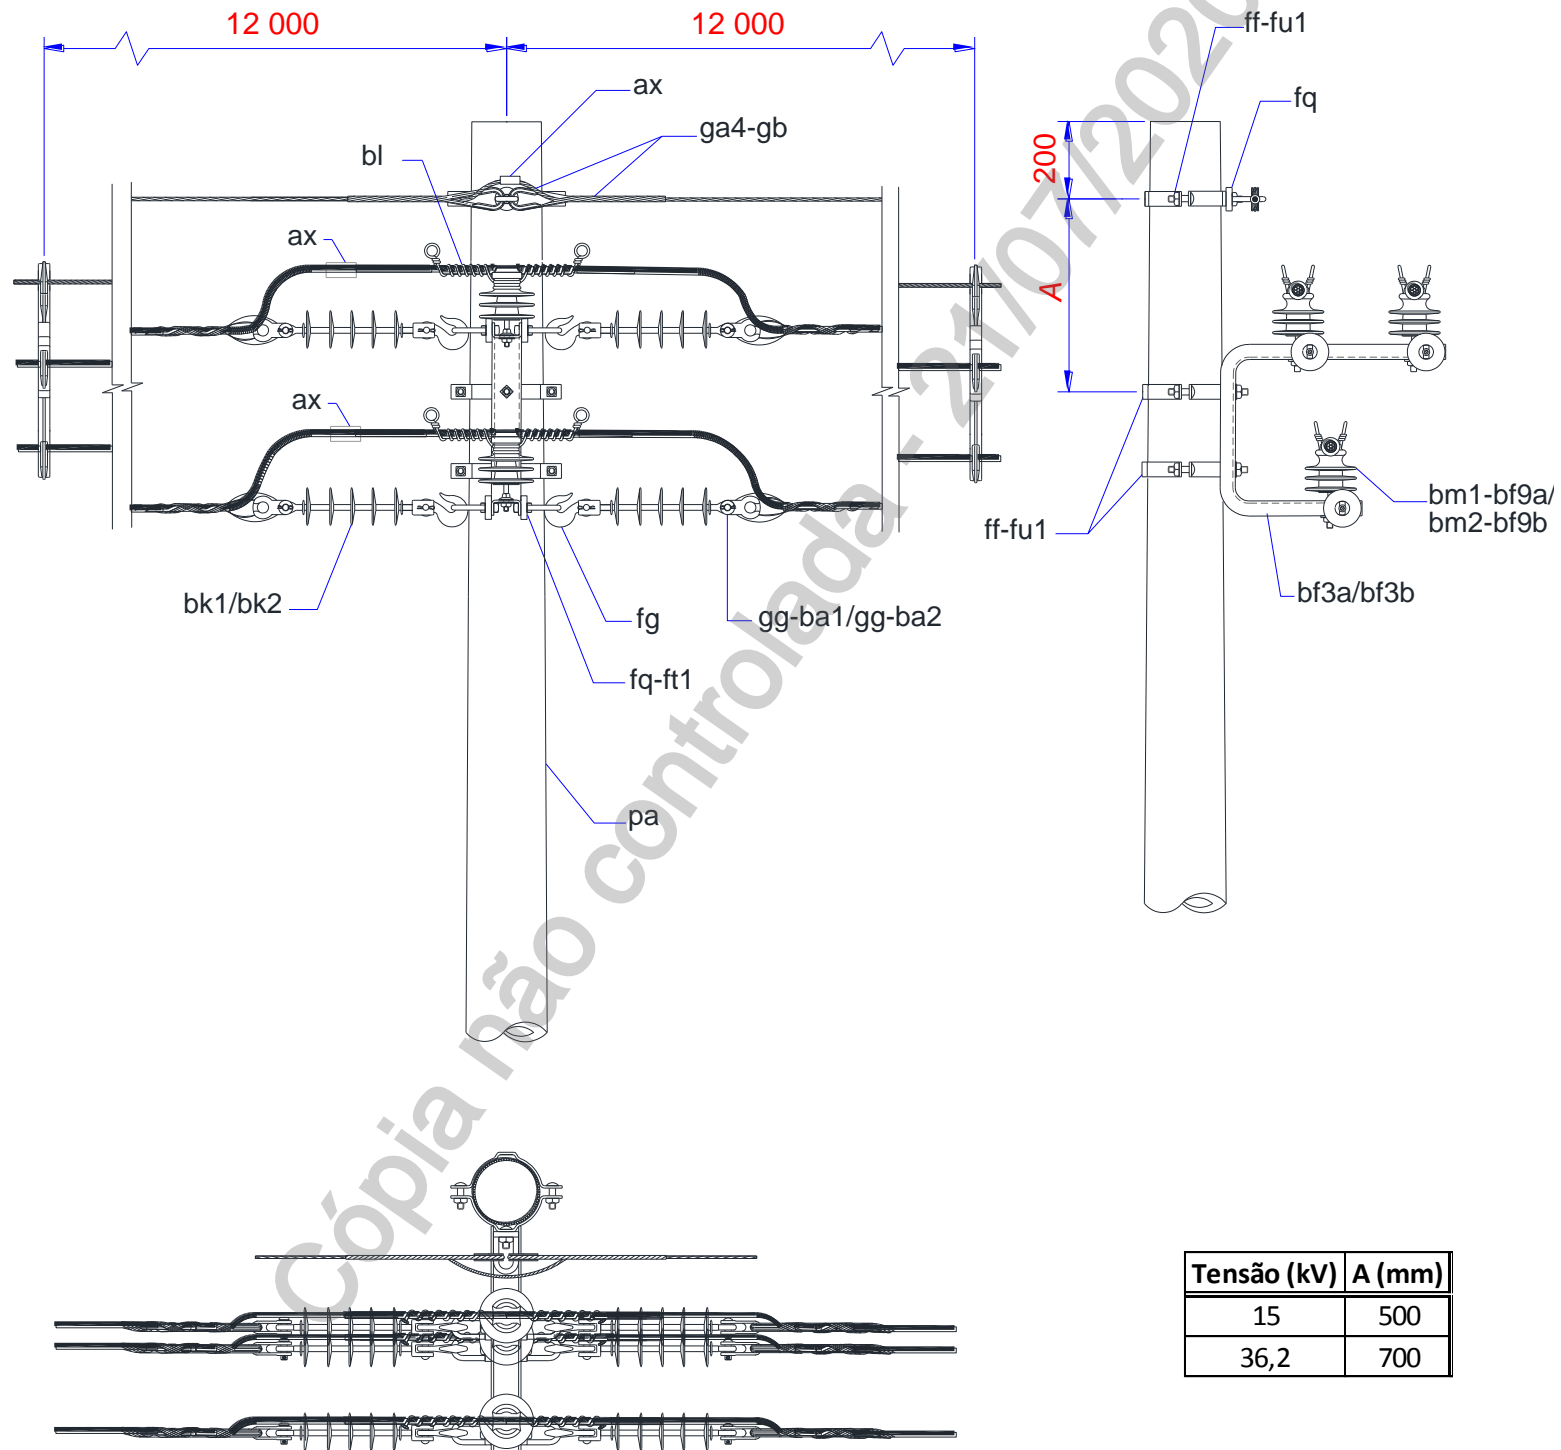 12 000
12 000
ff-fu1
ax
fq
ga4-gb
200
bl
ax
A
ax
bm1-bf9a/
bm2-bf9b
ff-fu1
bk1/bk2
fg
gg-ba1/gg-ba2
bf3a/bf3b
fq-ft1
pa
Cópia não controlada - 21/07/2020
Tensão (kV) A (mm)
15 500
36,2 700